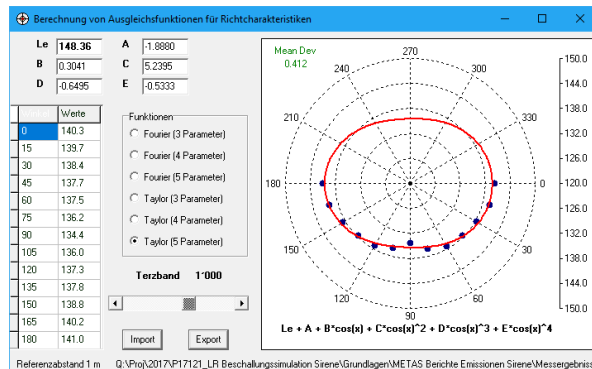 Berechnung von Ausgleichsfunktionen für Richtcharakteristiken
Le 148.36 A -1.8880
B 0.3041 C 5.2395
D -0.6495 E -0.5333
Werte
0 140.3
15 139.7
30 138.4
45 137.7
60 137.5
75 136.2
90 134.4
105 136.0
120 137.3
135 137.8
150 138.8
165 140.2
180 141.0
Funktionen
Fourier (3 Parameter)
Fourier (4 Parameter)
Fourier (5 Parameter)
Taylor (3 Parameter)
Taylor (4 Parameter)
Taylor (5 Parameter)
Terzband 1'000
Import Export
Mean Dev
0.412
270
240 300
210 330
180 0
150 30
120 60
90
150.0
144.0
138.0
132.0
126.0
120.0
126.0
132.0
138.0
144.0
150.0
Le + A + B*cos(x) + C*cos(x)^2 + D*cos(x)^3 + E*cos(x)^4
Referenzabstand 1 m Q:\Proj\2017\P17121_LR Beschallungssimulation Sirene\Grundlagen\METAS Berichte Emissionen Sirene\Messergebniss